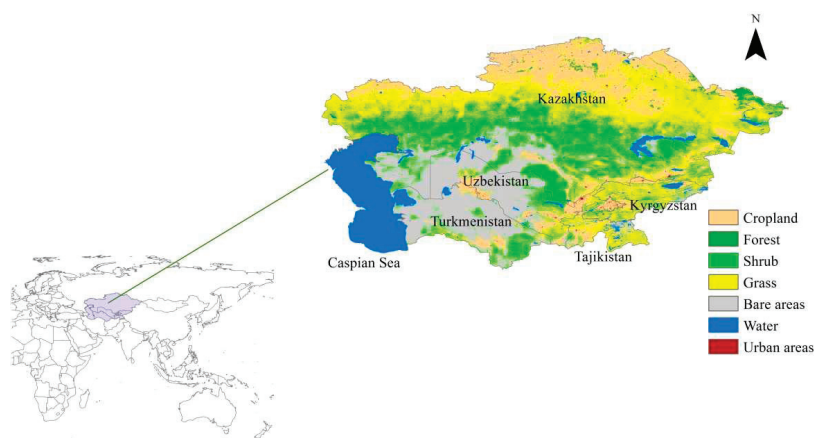 N
Kazakhstan
Uzbekistan
Kyrgyzstan
Turkmenistan
Tajikistan
Caspian Sea
Cropland
Forest
Shrub
Grass
Bare areas
Water
Urban areas